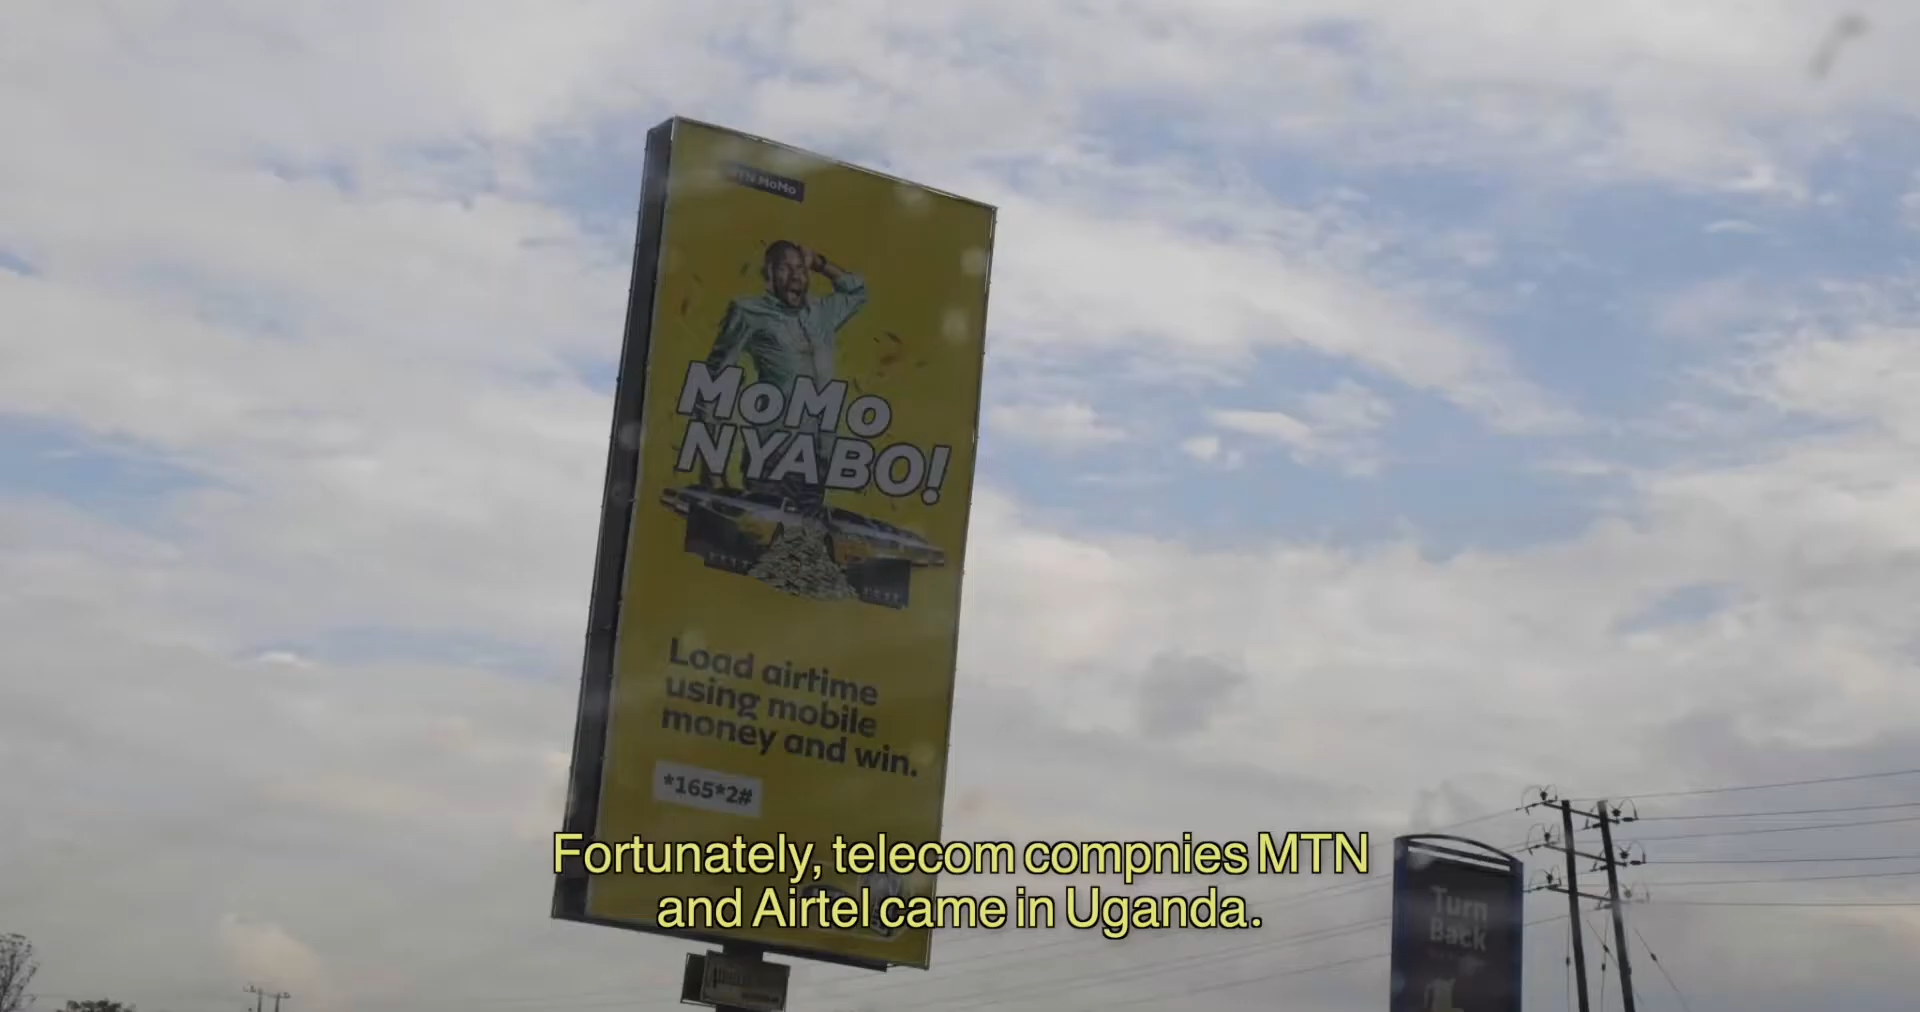 MTN MoMo
MoMo
NYABO!
Load airtime
using mobile
money and win.
*165*2#
Fortunately, telecom compnies MTN
and Airtel came in Uganda.
Turn
Back